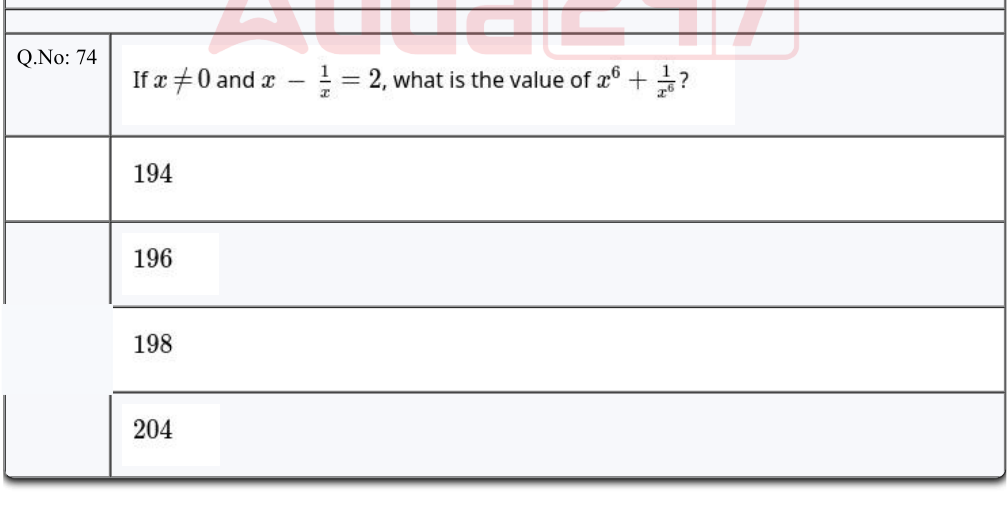 Adda247
Q.No: 74
If x ≠ 0 and x − 1/x = 2, what is the value of x⁶ + 1/x⁶?
194
196
198
204